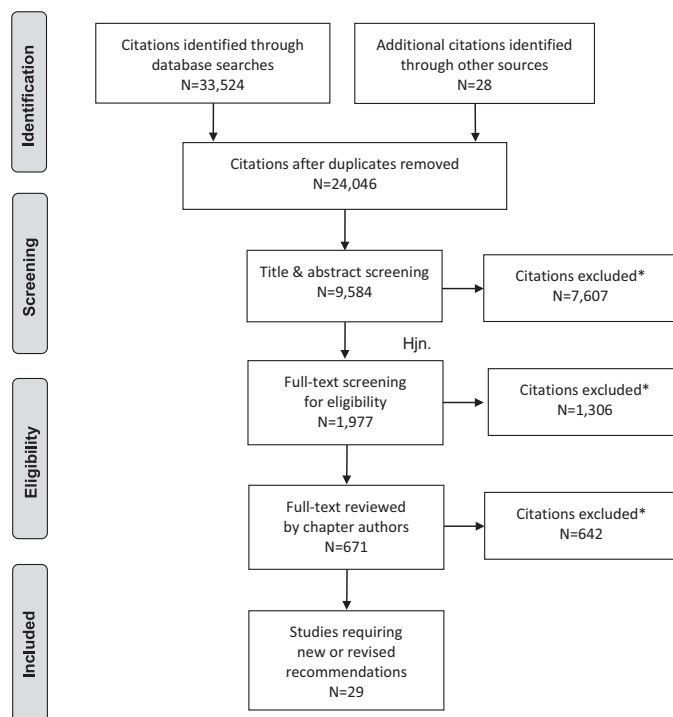 Identification
Citations identified through
database searches
N=33,524
Additional citations identified
through other sources
N=28
Citations after duplicates removed
N=24,046
Screening
Title & abstract screening
N=9,584
Citations excluded*
N=7,607
Hjn.
Eligibility
Full-text screening
for eligibility
N=1,977
Citations excluded*
N=1,306
Full-text reviewed
by chapter authors
N=671
Citations excluded*
N=642
Included
Studies requiring
new or revised
recommendations
N=29